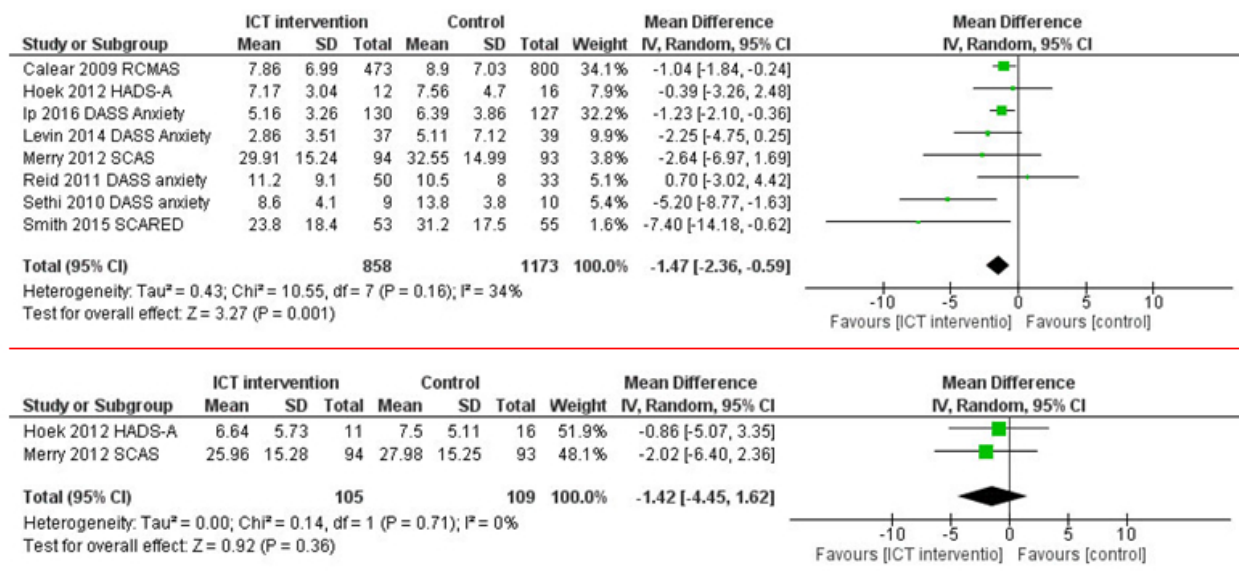 ICT intervention Control Mean Difference Mean Difference
Study or Subgroup Mean SD Total Mean SD Total Weight IV, Random, 95% CI IV, Random, 95% CI
Calear 2009 RCMAS 7.86 6.99 473 8.9 7.03 800 34.1% -1.04 [-1.84, -0.24]
Hoek 2012 HADS-A 7.17 3.04 12 7.56 4.7 16 7.9% -0.39 [-3.26, 2.48]
Ip 2016 DASS Anxiety 5.16 3.26 130 6.39 3.86 127 32.2% -1.23 [-2.10, -0.36]
Levin 2014 DASS Anxiety 2.86 3.51 37 5.11 7.12 39 9.9% -2.25 [-4.75, 0.25]
Merry 2012 SCAS 29.91 15.24 94 32.55 14.99 93 3.8% -2.64 [-6.97, 1.69]
Reid 2011 DASS anxiety 11.2 9.1 50 10.5 8 33 5.1% 0.70 [-3.02, 4.42]
Sethi 2010 DASS anxiety 8.6 4.1 9 13.8 3.8 10 5.4% -5.20 [-8.77, -1.63]
Smith 2015 SCARED 23.8 18.4 53 31.2 17.5 55 1.6% -7.40 [-14.18, -0.62]
Total (95% CI) 858 1173 100.0% -1.47 [-2.36, -0.59]
Heterogeneity: Tau² = 0.43; Chi² = 10.55, df = 7 (P = 0.16); I² = 34%
Test for overall effect: Z = 3.27 (P = 0.001)
-10 -5 0 5 10
Favours [ICT interventio] Favours [control]
ICT intervention Control Mean Difference Mean Difference
Study or Subgroup Mean SD Total Mean SD Total Weight IV, Random, 95% CI IV, Random, 95% CI
Hoek 2012 HADS-A 6.64 5.73 11 7.5 5.11 16 51.9% -0.86 [-5.07, 3.35]
Merry 2012 SCAS 25.96 15.28 94 27.98 15.25 93 48.1% -2.02 [-6.40, 2.36]
Total (95% CI) 105 109 100.0% -1.42 [-4.45, 1.62]
Heterogeneity: Tau² = 0.00; Chi² = 0.14, df = 1 (P = 0.71); I² = 0%
Test for overall effect: Z = 0.92 (P = 0.36)
-10 -5 0 5 10
Favours [ICT interventio] Favours [control]